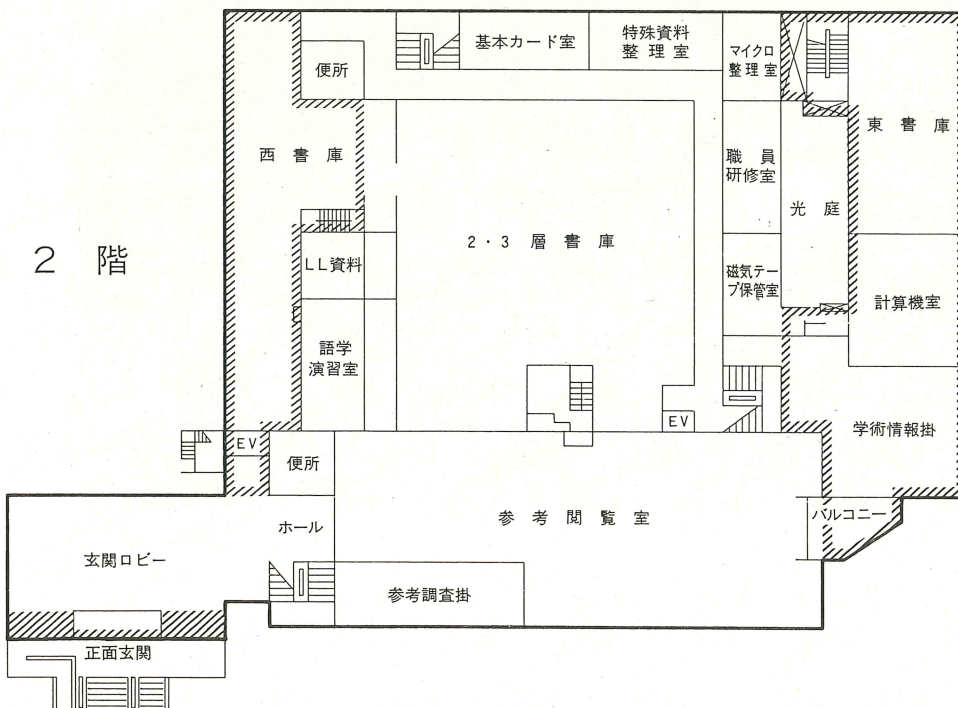 特殊資料
整理室
基本カード室
マイクロ
整理室
便所
東書庫
西書庫
職員
研修室
光庭
2・3層書庫
2階
LL資料
磁気テー
プ保管室
計算機室
語学
演習室
EV
学術情報掛
EV
便所
参考閲覧室
バルコニー
ホール
玄関ロビー
参考調査掛
正面玄関